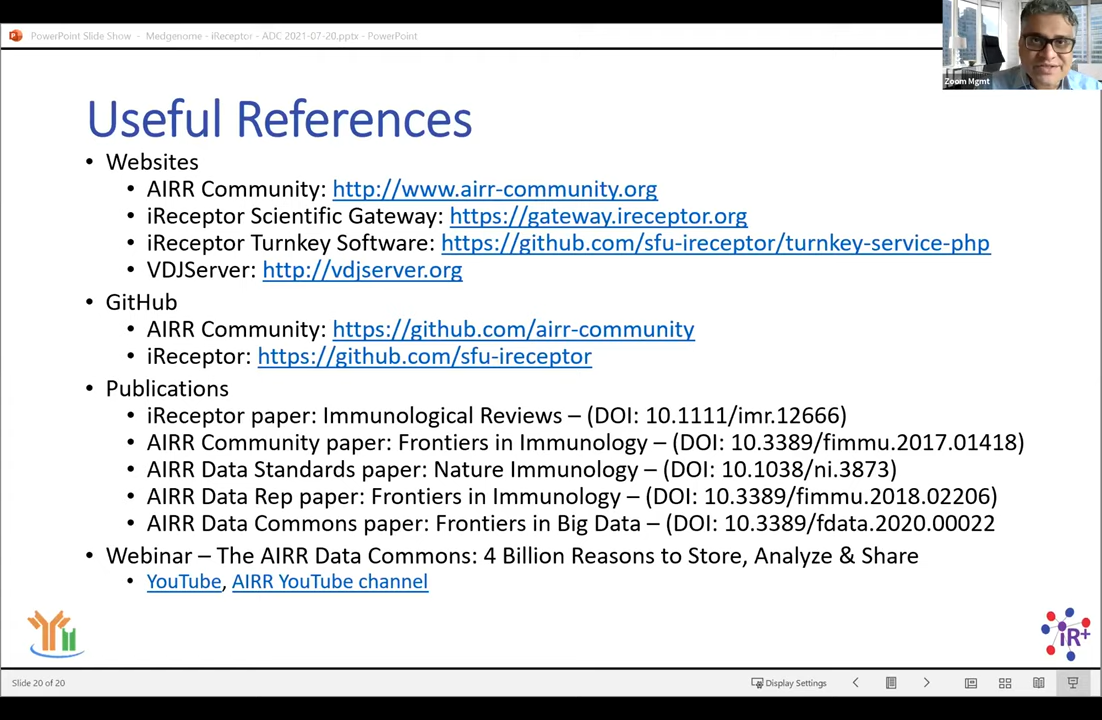 PowerPoint Slide Show - Medgenome - iReceptor - ADC 2021-07-20.pptx - PowerPoint
Zoom Mgmt
Useful References
• Websites
• AIRR Community: http://www.airr-community.org
• iReceptor Scientific Gateway: https://gateway.ireceptor.org
• iReceptor Turnkey Software: https://github.com/sfu-ireceptor/turnkey-service-php
• VDJServer: http://vdjserver.org
• GitHub
• AIRR Community: https://github.com/airr-community
• iReceptor: https://github.com/sfu-ireceptor
• Publications
• iReceptor paper: Immunological Reviews – (DOI: 10.1111/imr.12666)
• AIRR Community paper: Frontiers in Immunology – (DOI: 10.3389/fimmu.2017.01418)
• AIRR Data Standards paper: Nature Immunology – (DOI: 10.1038/ni.3873)
• AIRR Data Rep paper: Frontiers in Immunology – (DOI: 10.3389/fimmu.2018.02206)
• AIRR Data Commons paper: Frontiers in Big Data – (DOI: 10.3389/fdata.2020.00022
• Webinar – The AIRR Data Commons: 4 Billion Reasons to Store, Analyze & Share
• YouTube, AIRR YouTube channel
iR+
Slide 20 of 20
Display Settings